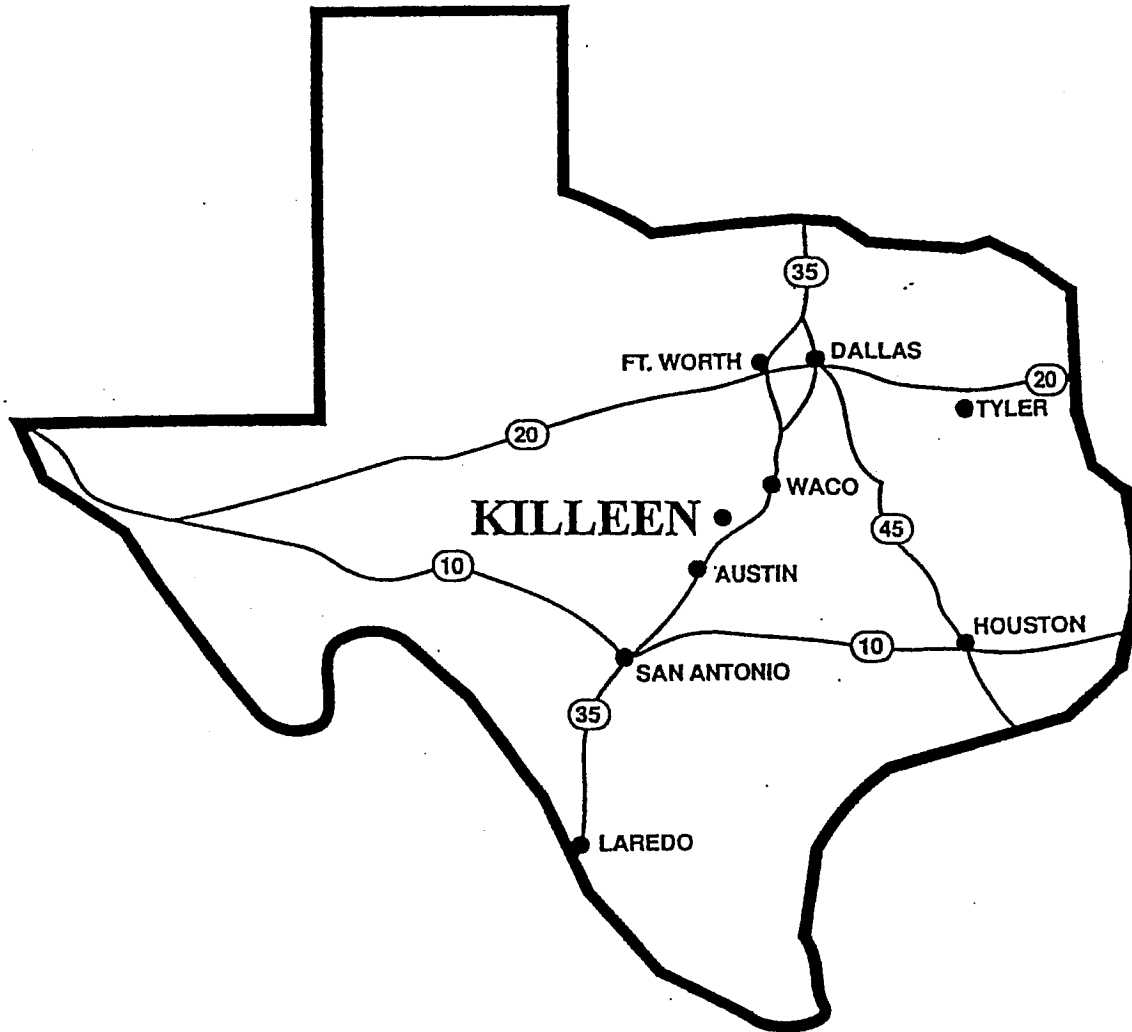 35
FT. WORTH
DALLAS
20
TYLER
20
WACO
KILLEEN
45
10
AUSTIN
HOUSTON
10
SAN ANTONIO
35
LAREDO